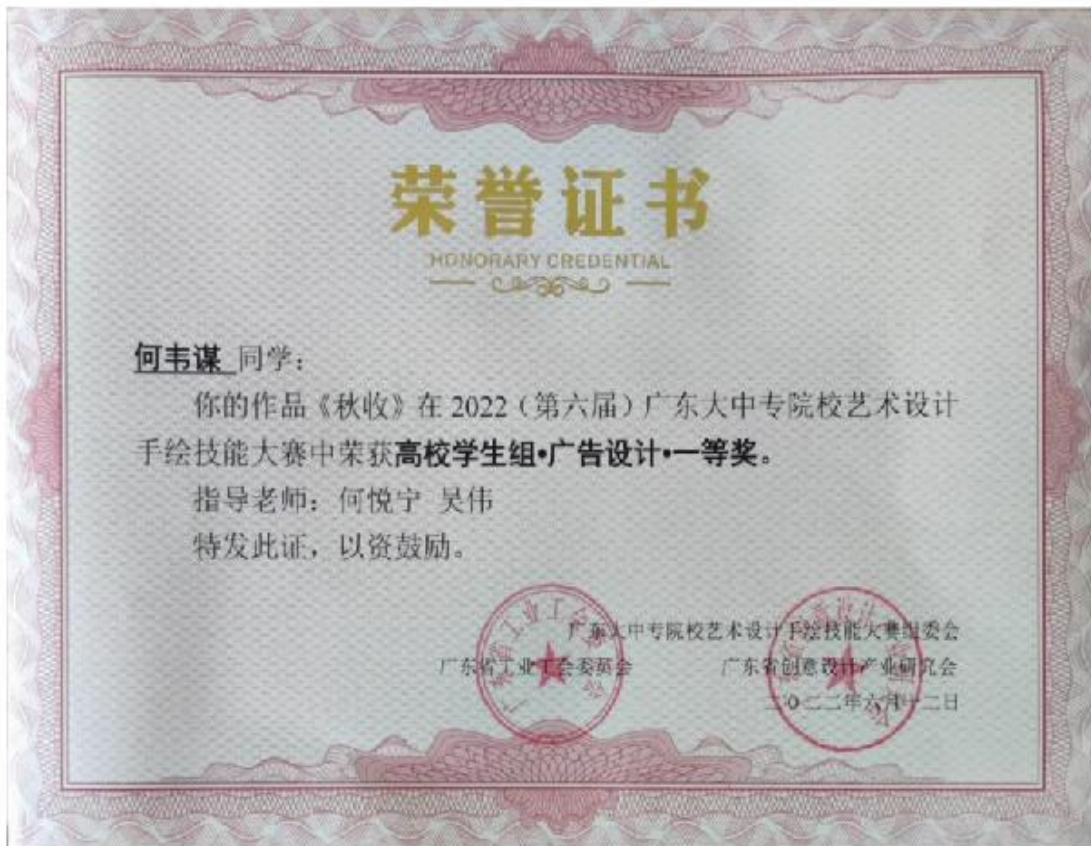 荣誉证书
HONORARY CREDENTIAL
何韦谋 同学：
你的作品《秋收》在 2022（第六届）广东大中专院校艺术设计
手绘技能大赛中荣获高校学生组•广告设计•一等奖。
指导老师：何悦宁 吴伟
特发此证，以资鼓励。
广东大中专院校艺术设计手绘技能大赛组委会
广东省工业工会委员会 广东省创意设计产业研究会
二〇二二年六月十二日